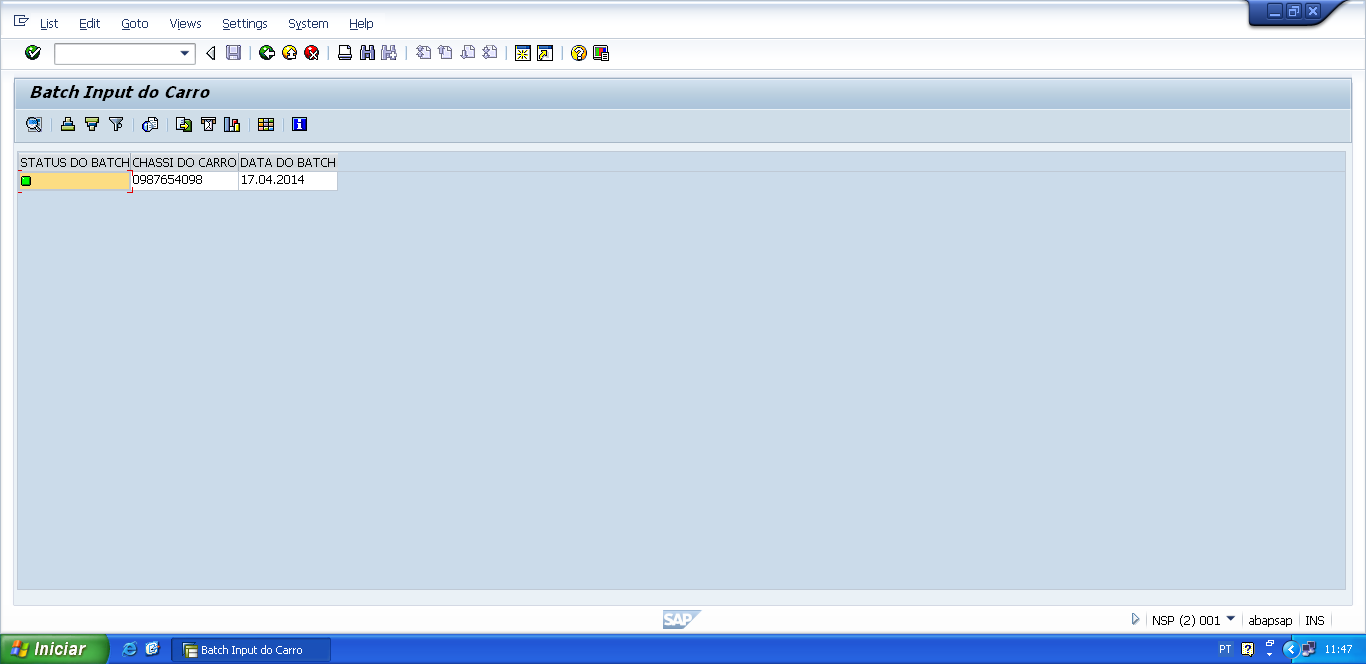 List Edit Goto Views Settings System Help
Batch Input do Carro
STATUS DO BATCH CHASSI DO CARRO DATA DO BATCH
0987654098 17.04.2014
SAP
NSP (2) 001 abapsap INS
Iniciar Batch Input do Carro PT 11:47